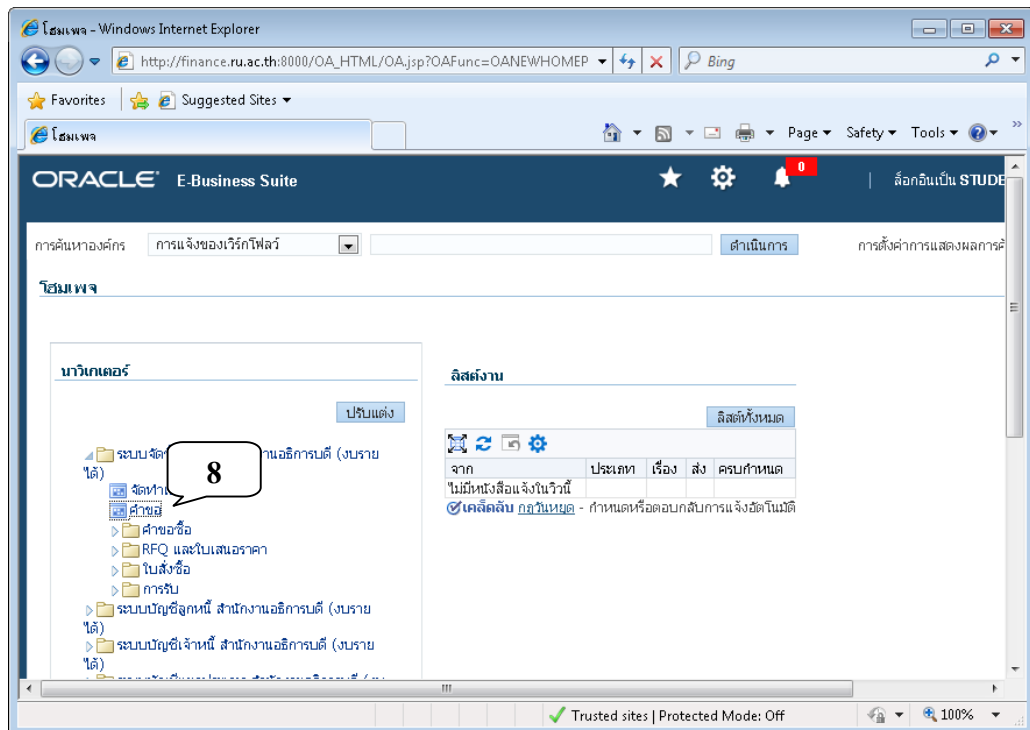 โฮมเพจ - Windows Internet Explorer
http://finance.ru.ac.th:8000/OA_HTML/OA.jsp?OAFunc=OANEWHOMEP
Bing
Favorites Suggested Sites
โฮมเพจ
Page Safety Tools
ORACLE E-Business Suite
0
ล็อกอินเป็น STUDE
การค้นหาองค์กร การแจ้งของเวิร์กโฟลว์ ดำเนินการ การตั้งค่าการแสดงผลการค้
โฮมเพจ
นาวิเกเตอร์
ปรับแต่ง
านอธิการบดี (งบราย
ได้)
8
จัดทำ
คำขอ
คำขอซื้อ
RFQ และใบเสนอราคา
ใบสั่งซื้อ
การรับ
ระบบบัญชีลูกหนี้ สำนักงานอธิการบดี (งบราย
ได้)
ระบบบัญชีเจ้าหนี้ สำนักงานอธิการบดี (งบราย
ได้)
ลิสต์งาน
ลิสต์ทั้งหมด
จาก ประเภท เรื่อง ส่ง ครบกำหนด
ไม่มีหนังสือแจ้งในวิวนี้
เคล็ดลับ กฎวันหยุด - กำหนดหรือตอบกลับการแจ้งอัตโนมัติ
Trusted sites | Protected Mode: Off
100%